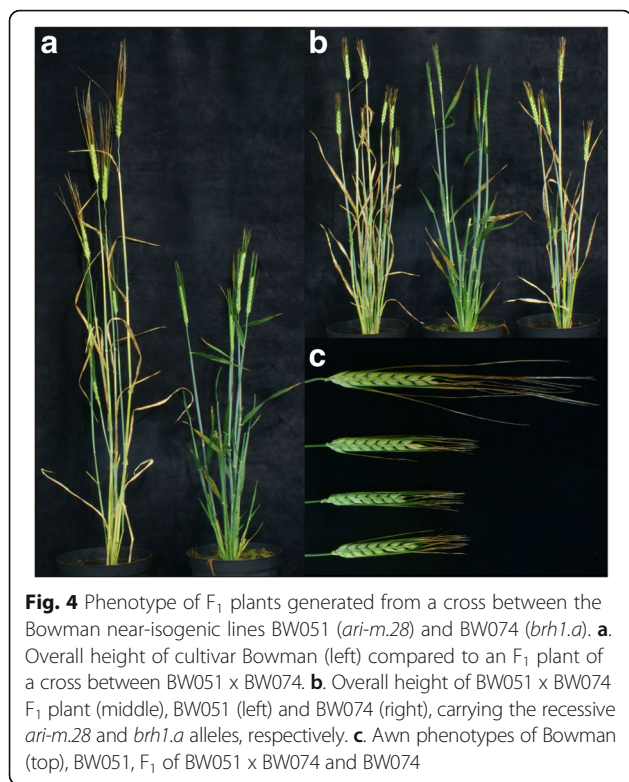 a
b
c
Fig. 4 Phenotype of F1 plants generated from a cross between the
Bowman near-isogenic lines BW051 (ari-m.28) and BW074 (brh1.a). a.
Overall height of cultivar Bowman (left) compared to an F1 plant of
a cross between BW051 x BW074. b. Overall height of BW051 x BW074
F1 plant (middle), BW051 (left) and BW074 (right), carrying the recessive
ari-m.28 and brh1.a alleles, respectively. c. Awn phenotypes of Bowman
(top), BW051, F1 of BW051 x BW074 and BW074